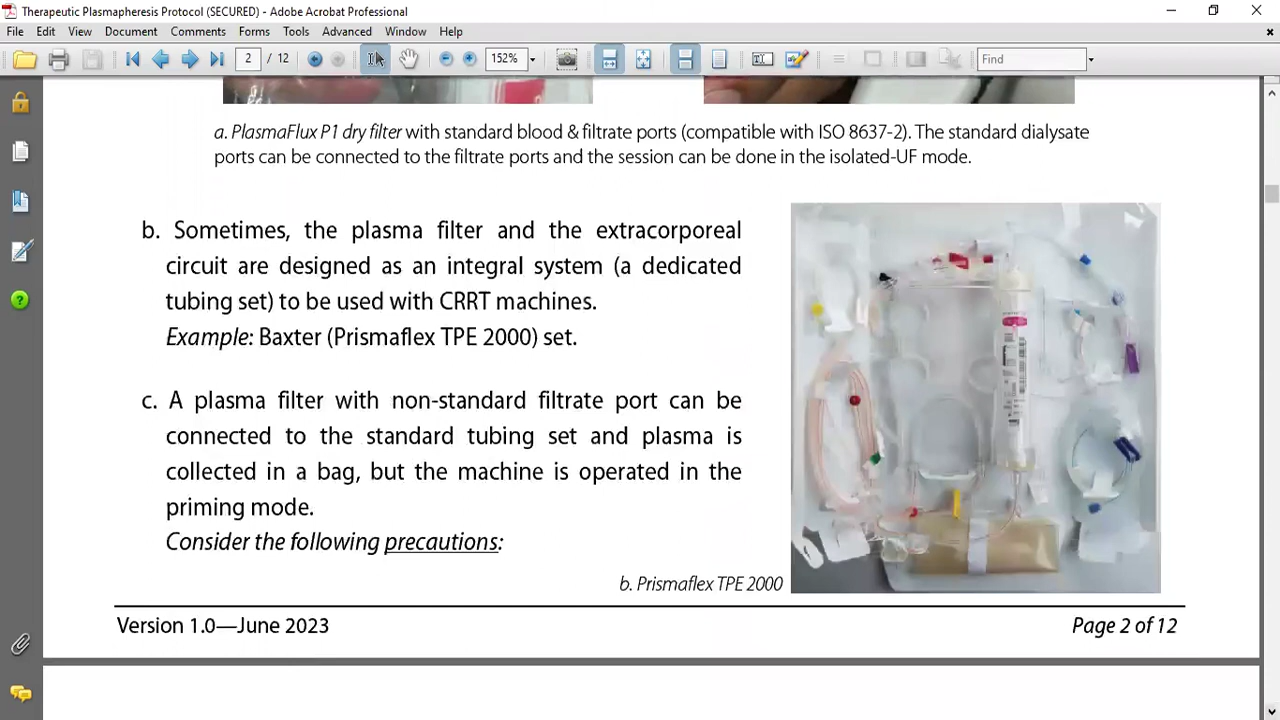 Therapeutic Plasmapheresis Protocol (SECURED) - Adobe Acrobat Professional
File Edit View Document Comments Forms Tools Advanced Window Help
2 / 12 152% Find
a. PlasmaFlux P1 dry filter with standard blood & filtrate ports (compatible with ISO 8637-2). The standard dialysate
ports can be connected to the filtrate ports and the session can be done in the isolated-UF mode.
b. Sometimes, the plasma filter and the extracorporeal
circuit are designed as an integral system (a dedicated
tubing set) to be used with CRRT machines.
Example: Baxter (Prismaflex TPE 2000) set.
c. A plasma filter with non-standard filtrate port can be
connected to the standard tubing set and plasma is
collected in a bag, but the machine is operated in the
priming mode.
Consider the following precautions:
b. Prismaflex TPE 2000
Version 1.0—June 2023
Page 2 of 12